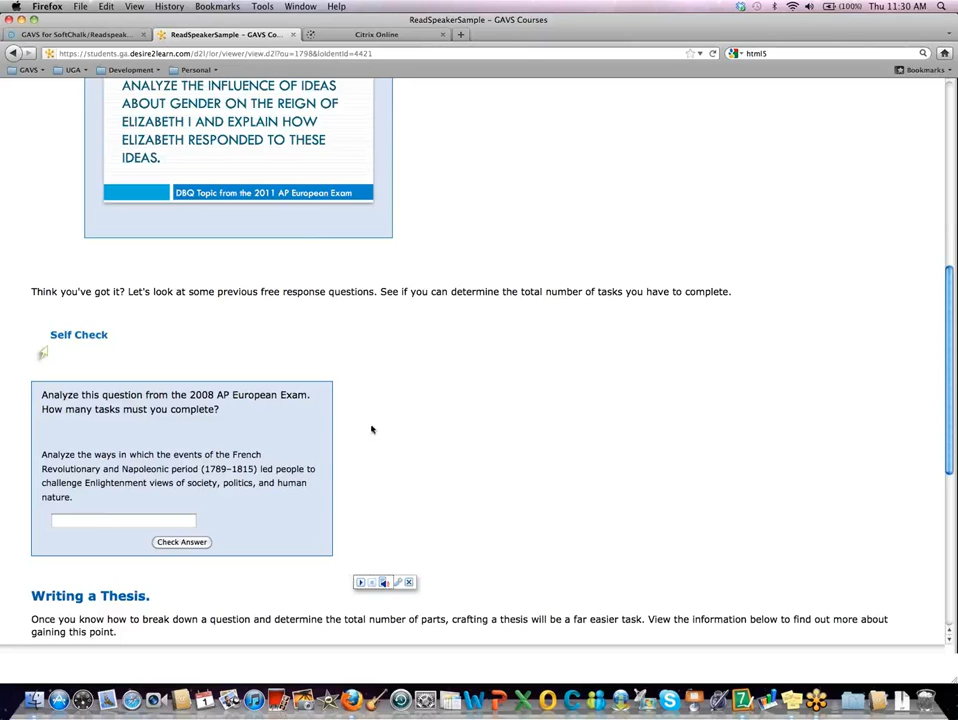 Firefox File Edit View History Bookmarks Tools Window Help (100%) Thu 11:30 AM
ReadSpeakerSample – GAVS Courses
GAVS for SoftChalk/Readspeak... ReadSpeakerSample – GAVS Co... Citrix Online
https://students.ga.desire2learn.com/d2l/lor/viewer/view.d2l?ou=1798&loIdentId=4421 html5
GAVS UGA Development Personal Bookmarks
ANALYZE THE INFLUENCE OF IDEAS
ABOUT GENDER ON THE REIGN OF
ELIZABETH I AND EXPLAIN HOW
ELIZABETH RESPONDED TO THESE
IDEAS.
DBQ Topic from the 2011 AP European Exam
Think you've got it? Let's look at some previous free response questions. See if you can determine the total number of tasks you have to complete.
Self Check
Analyze this question from the 2008 AP European Exam.
How many tasks must you complete?
Analyze the ways in which the events of the French
Revolutionary and Napoleonic period (1789–1815) led people to
challenge Enlightenment views of society, politics, and human
nature.
Check Answer
Writing a Thesis.
Once you know how to break down a question and determine the total number of parts, crafting a thesis will be a far easier task. View the information below to find out more about
gaining this point.